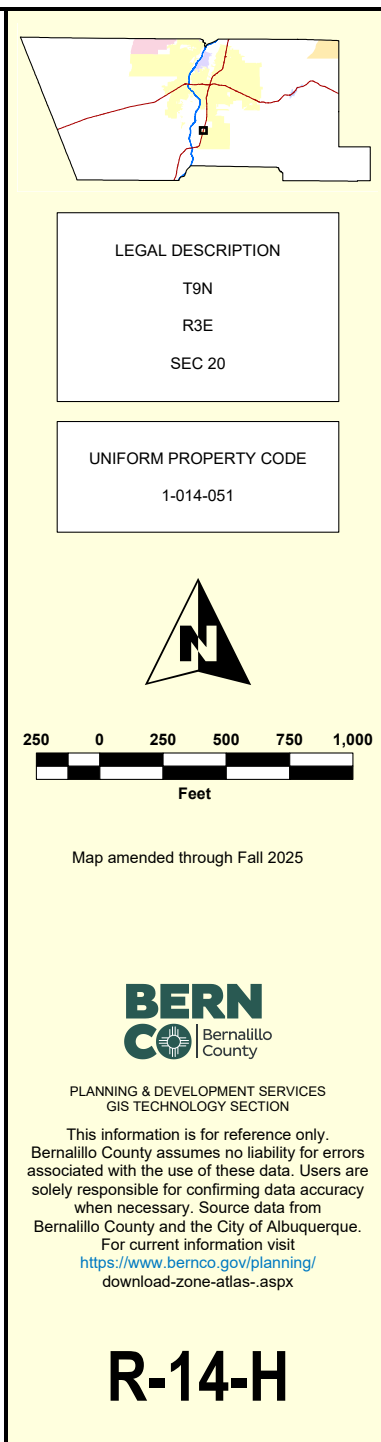 LEGAL DESCRIPTION
T9N
R3E
SEC 20
UNIFORM PROPERTY CODE
1-014-051
N
250 0 250 500 750 1,000
Feet
Map amended through Fall 2025
BERN
CO Bernalillo
County
PLANNING & DEVELOPMENT SERVICES
GIS TECHNOLOGY SECTION
This information is for reference only.
Bernalillo County assumes no liability for errors
associated with the use of these data. Users are
solely responsible for confirming data accuracy
when necessary. Source data from
Bernalillo County and the City of Albuquerque.
For current information visit
https://www.bernco.gov/planning/
download-zone-atlas-.aspx
R-14-H